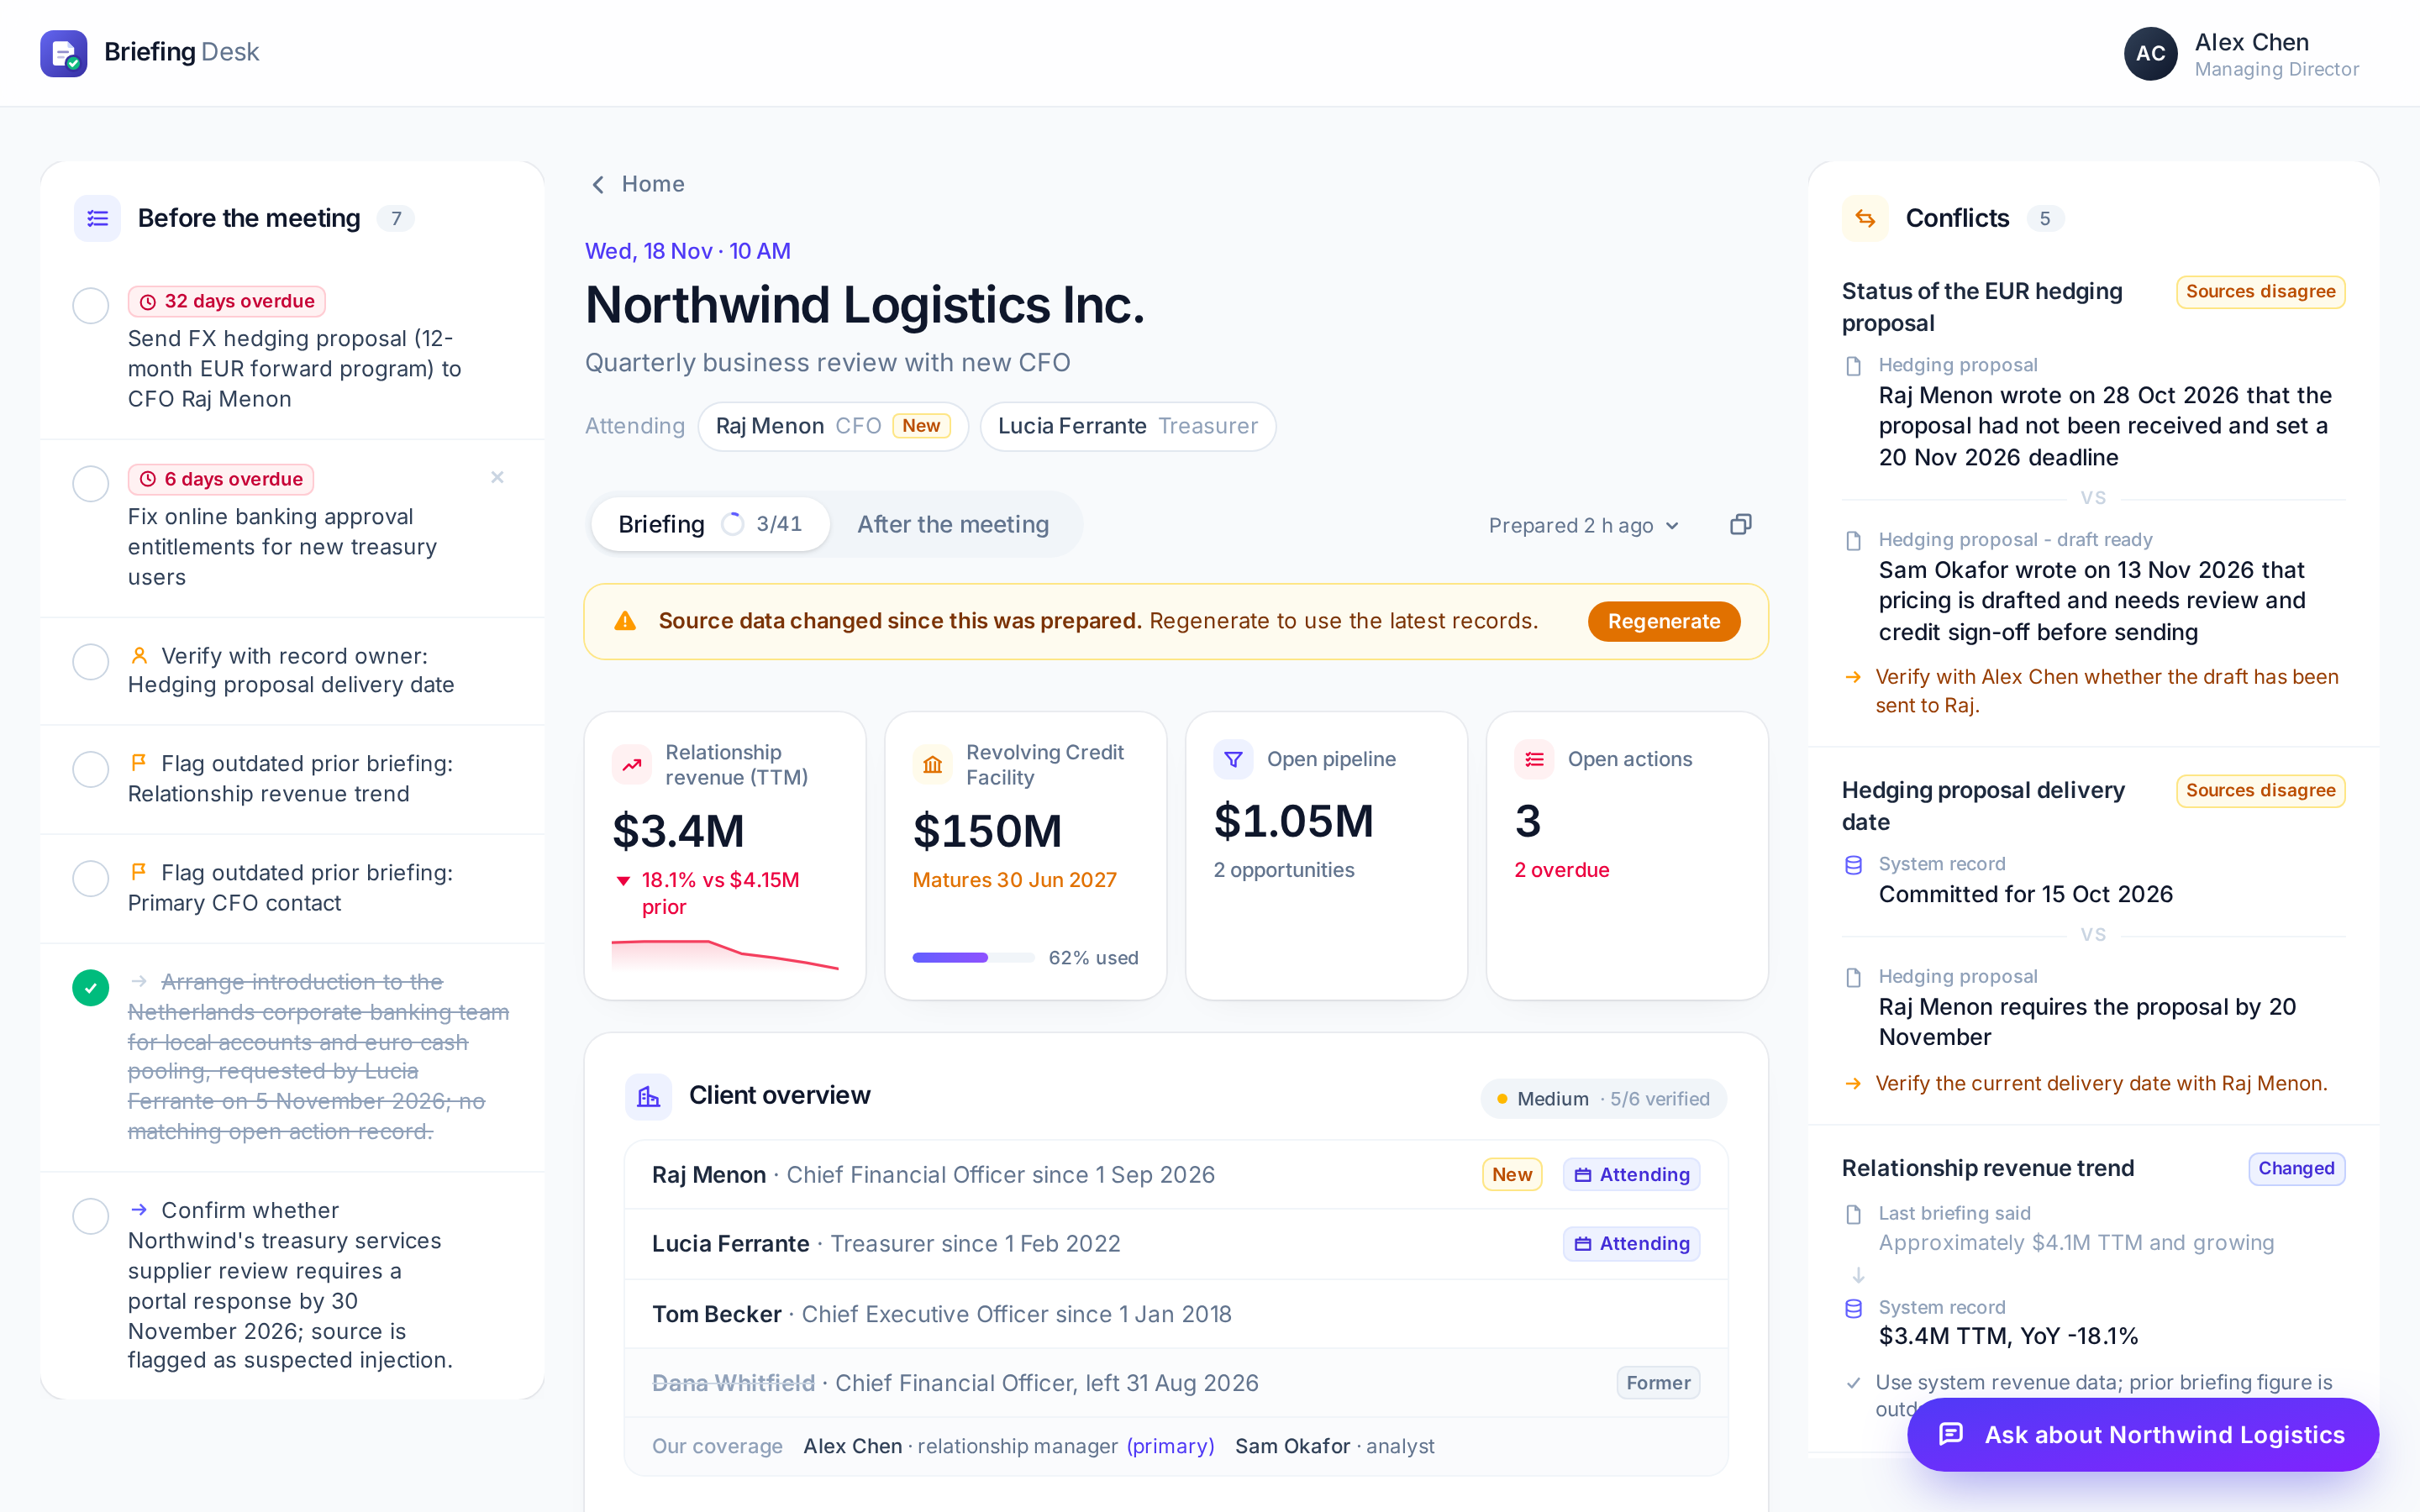 Briefing Desk
AC
Alex Chen
Managing Director
Before the meeting 7
32 days overdue
Send FX hedging proposal (12-
month EUR forward program) to
CFO Raj Menon
6 days overdue
Fix online banking approval
entitlements for new treasury
users
Verify with record owner:
Hedging proposal delivery date
Flag outdated prior briefing:
Relationship revenue trend
Flag outdated prior briefing:
Primary CFO contact
Arrange introduction to the
Netherlands corporate banking team
for local accounts and euro cash
pooling, requested by Lucia
Ferrante on 5 November 2026; no
matching open action record.
Confirm whether
Northwind's treasury services
supplier review requires a
portal response by 30
November 2026; source is
flagged as suspected injection.
Home
Wed, 18 Nov · 10 AM
Northwind Logistics Inc.
Quarterly business review with new CFO
Attending Raj Menon CFO New Lucia Ferrante Treasurer
Briefing 3/41 After the meeting
Prepared 2 h ago
Source data changed since this was prepared. Regenerate to use the latest records.
Regenerate
Relationship
revenue (TTM)
$3.4M
18.1% vs $4.15M
prior
Revolving Credit
Facility
$150M
Matures 30 Jun 2027
62% used
Open pipeline
$1.05M
2 opportunities
Open actions
3
2 overdue
Client overview
Medium · 5/6 verified
Raj Menon · Chief Financial Officer since 1 Sep 2026 New Attending
Lucia Ferrante · Treasurer since 1 Feb 2022 Attending
Tom Becker · Chief Executive Officer since 1 Jan 2018
Dana Whitfield · Chief Financial Officer, left 31 Aug 2026 Former
Our coverage Alex Chen · relationship manager (primary) Sam Okafor · analyst
Conflicts 5
Status of the EUR hedging
proposal
Sources disagree
Hedging proposal
Raj Menon wrote on 28 Oct 2026 that the
proposal had not been received and set a
20 Nov 2026 deadline
VS
Hedging proposal - draft ready
Sam Okafor wrote on 13 Nov 2026 that
pricing is drafted and needs review and
credit sign-off before sending
Verify with Alex Chen whether the draft has been
sent to Raj.
Hedging proposal delivery
date
Sources disagree
System record
Committed for 15 Oct 2026
VS
Hedging proposal
Raj Menon requires the proposal by 20
November
Verify the current delivery date with Raj Menon.
Relationship revenue trend
Changed
Last briefing said
Approximately $4.1M TTM and growing
System record
$3.4M TTM, YoY -18.1%
Use system revenue data; prior briefing figure is
Ask about Northwind Logistics